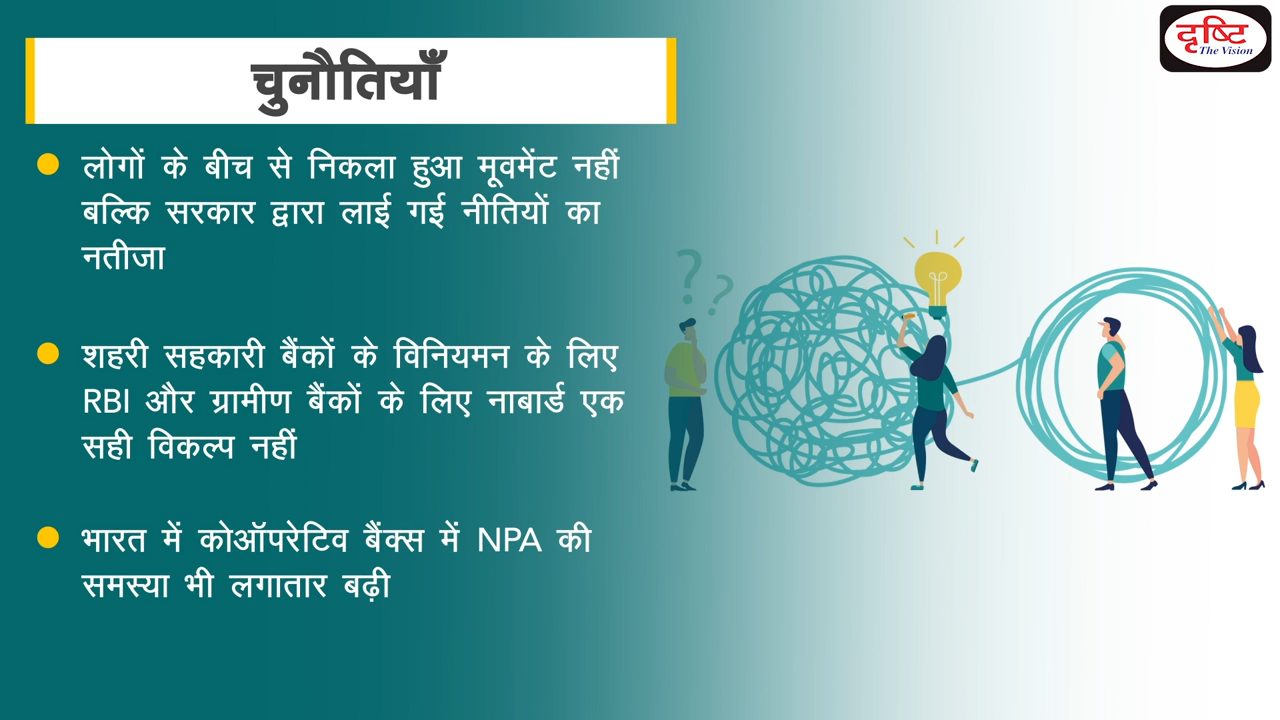 दृष्टि
The Vision
चुनौतियाँ
लोगों के बीच से निकला हुआ मूवमेंट नहीं
बल्कि सरकार द्वारा लाई गई नीतियों का
नतीजा
शहरी सहकारी बैंकों के विनियमन के लिए
RBI और ग्रामीण बैंकों के लिए नाबार्ड एक
सही विकल्प नहीं
भारत में कोऑपरेटिव बैंक्स में NPA की
समस्या भी लगातार बढ़ी
? ?